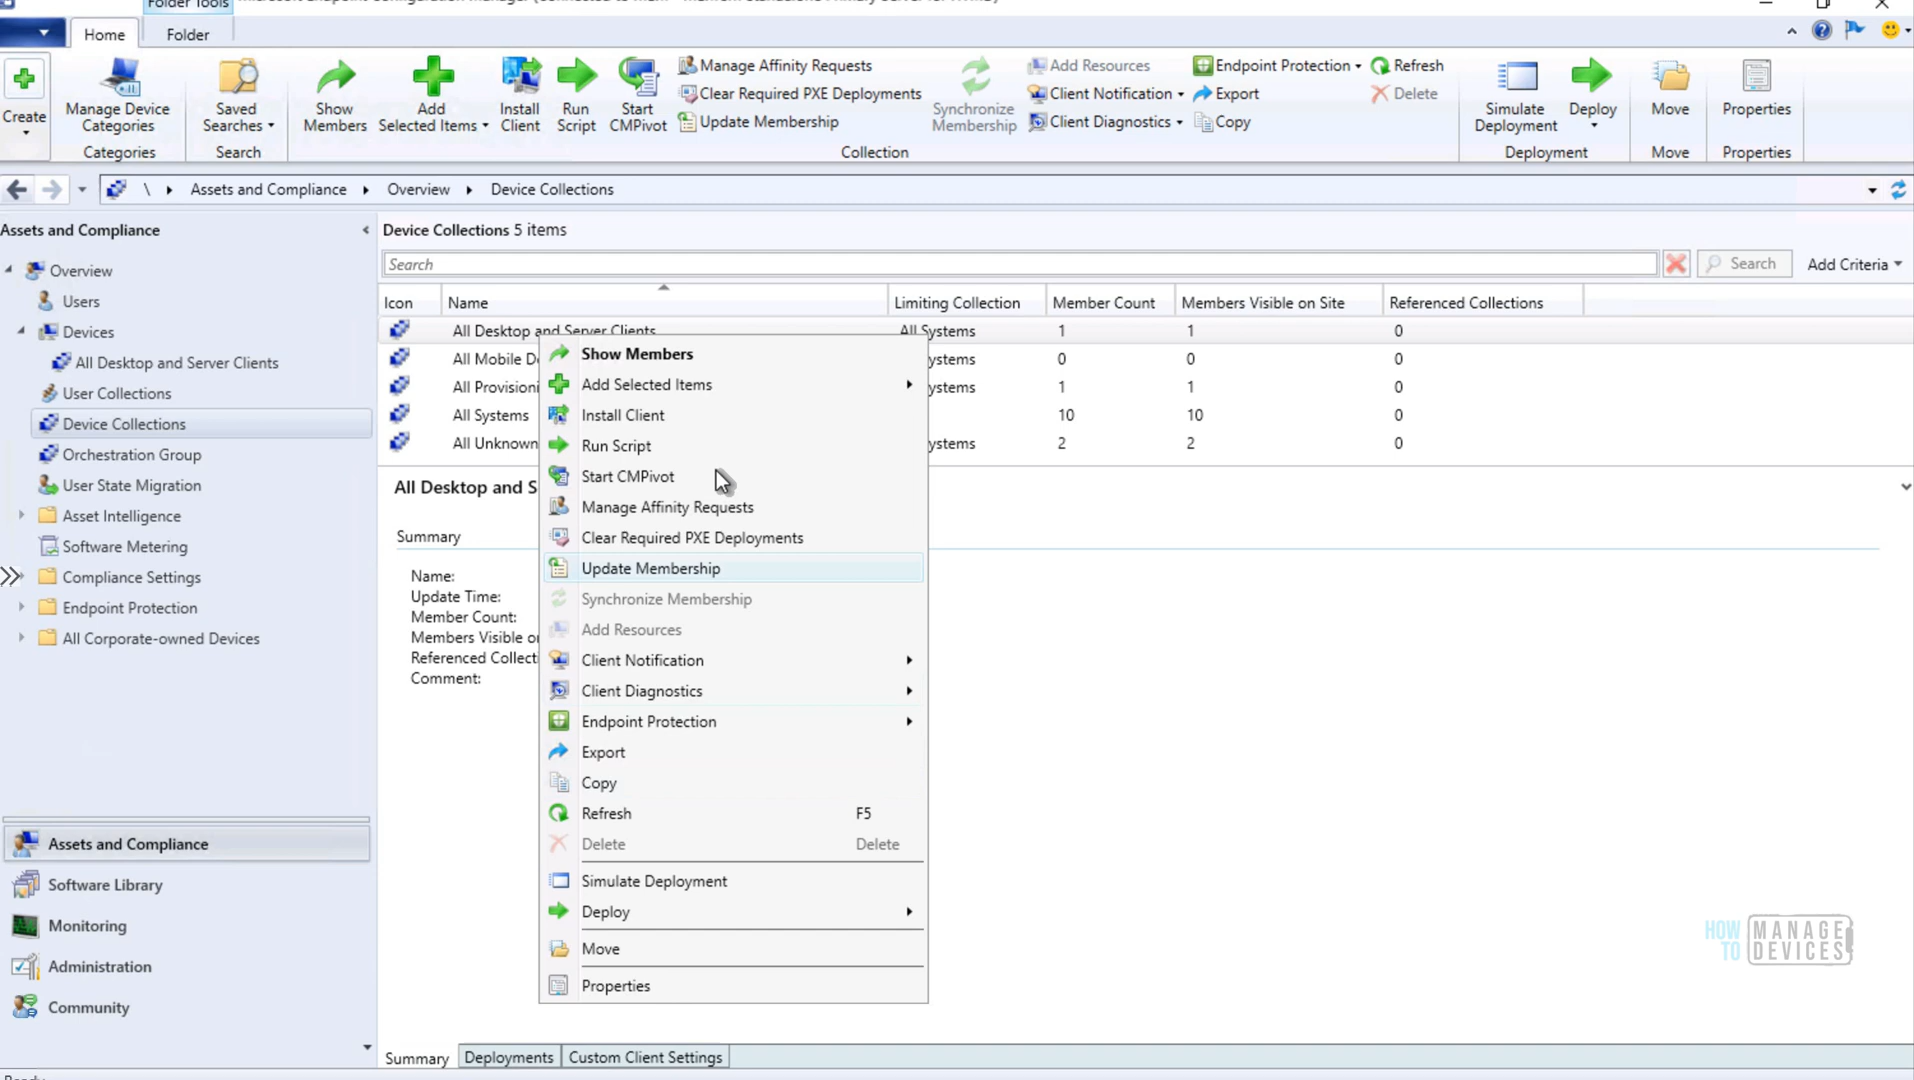 Folder Tools
Home
Folder
Create
Manage Device Categories
Categories
Saved Searches
Search
Show Members
Add Selected Items
Install Client
Run Script
Start CMPivot
Manage Affinity Requests
Clear Required PXE Deployments
Update Membership
Synchronize Membership
Add Resources
Client Notification
Client Diagnostics
Endpoint Protection
Export
Copy
Refresh
Delete
Collection
Simulate Deployment
Deploy
Deployment
Move
Move
Properties
Properties
\ Assets and Compliance Overview Device Collections
Assets and Compliance
Overview
Users
Devices
All Desktop and Server Clients
User Collections
Device Collections
Orchestration Group
User State Migration
Asset Intelligence
Software Metering
Compliance Settings
Endpoint Protection
All Corporate-owned Devices
Assets and Compliance
Software Library
Monitoring
Administration
Community
Device Collections 5 items
Search
Search
Add Criteria
Icon Name Limiting Collection Member Count Members Visible on Site Referenced Collections
All Desktop and Server Clients All Systems 1 1 0
All Mobile D ystems 0 0 0
All Provisioni ystems 1 1 0
All Systems 10 10 0
All Unknown ystems 2 2 0
All Desktop and S
Summary
Name:
Update Time:
Member Count:
Members Visible o
Referenced Collecti
Comment:
Show Members
Add Selected Items
Install Client
Run Script
Start CMPivot
Manage Affinity Requests
Clear Required PXE Deployments
Update Membership
Synchronize Membership
Add Resources
Client Notification
Client Diagnostics
Endpoint Protection
Export
Copy
Refresh F5
Delete Delete
Simulate Deployment
Deploy
Move
Properties
HOW TO MANAGE DEVICES
Summary Deployments Custom Client Settings